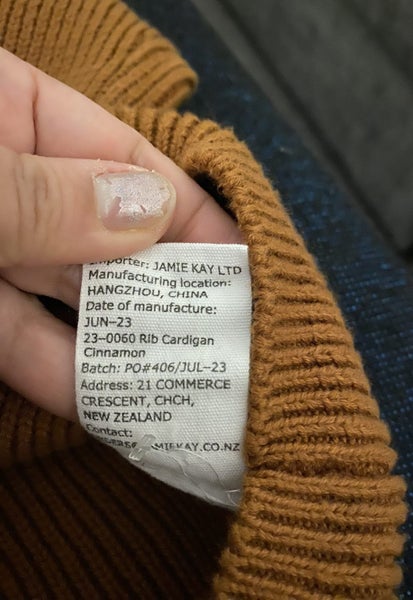 Importer: JAMIE KAY LTD
Manufacturing location:
HANGZHOU, CHINA
Date of manufacture:
JUN–23
23–0060 Rib Cardigan
Cinnamon
Batch: PO#406/JUL–23
Address: 21 COMMERCE
CRESCENT, CHCH,
NEW ZEALAND
Contact: